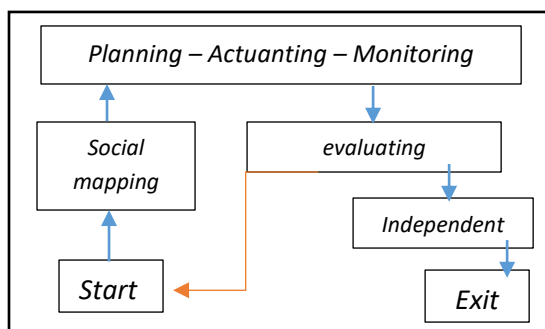 Planning – Actuanting – Monitoring
Social
mapping
evaluating
Independent
Start
Exit